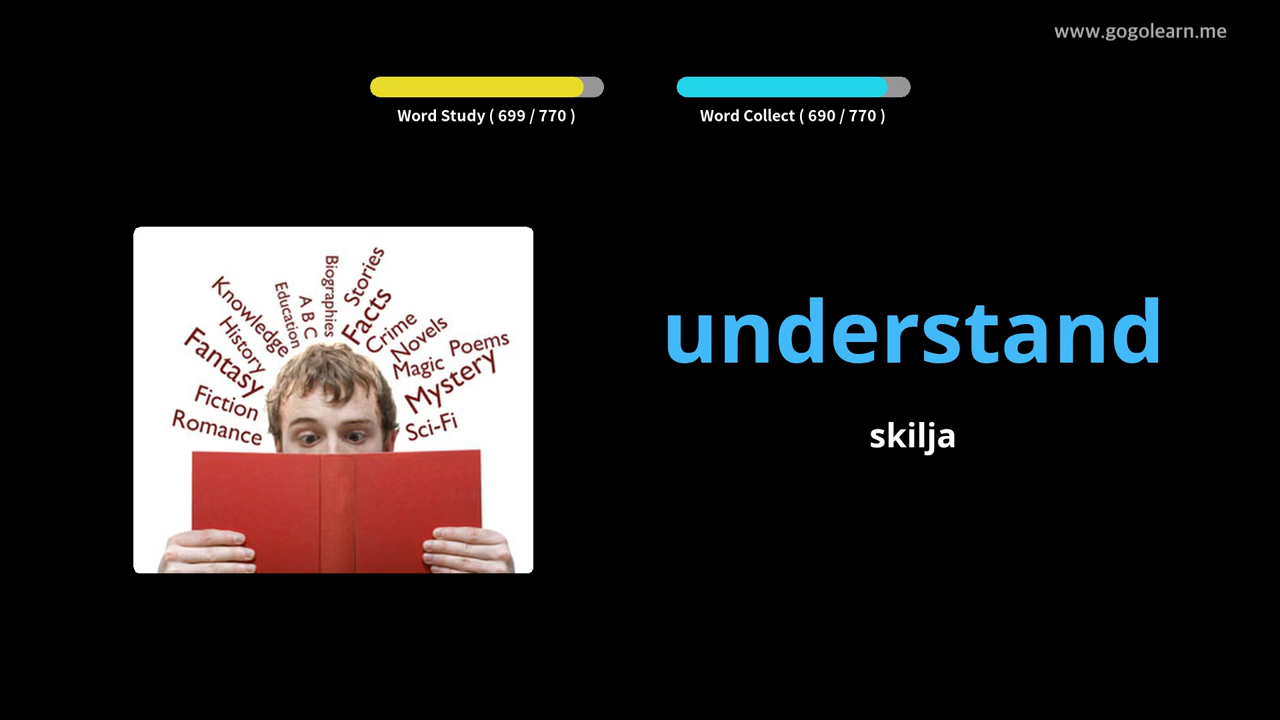 www.gogolearn.me
Word Study ( 699 / 770 )
Word Collect ( 690 / 770 )
Biographies
Stories
Education
A B C
Facts
Knowledge
Crime
History
Novels
Fantasy
Magic
Poems
Mystery
Fiction
Romance
Sci-Fi
understand
skilja